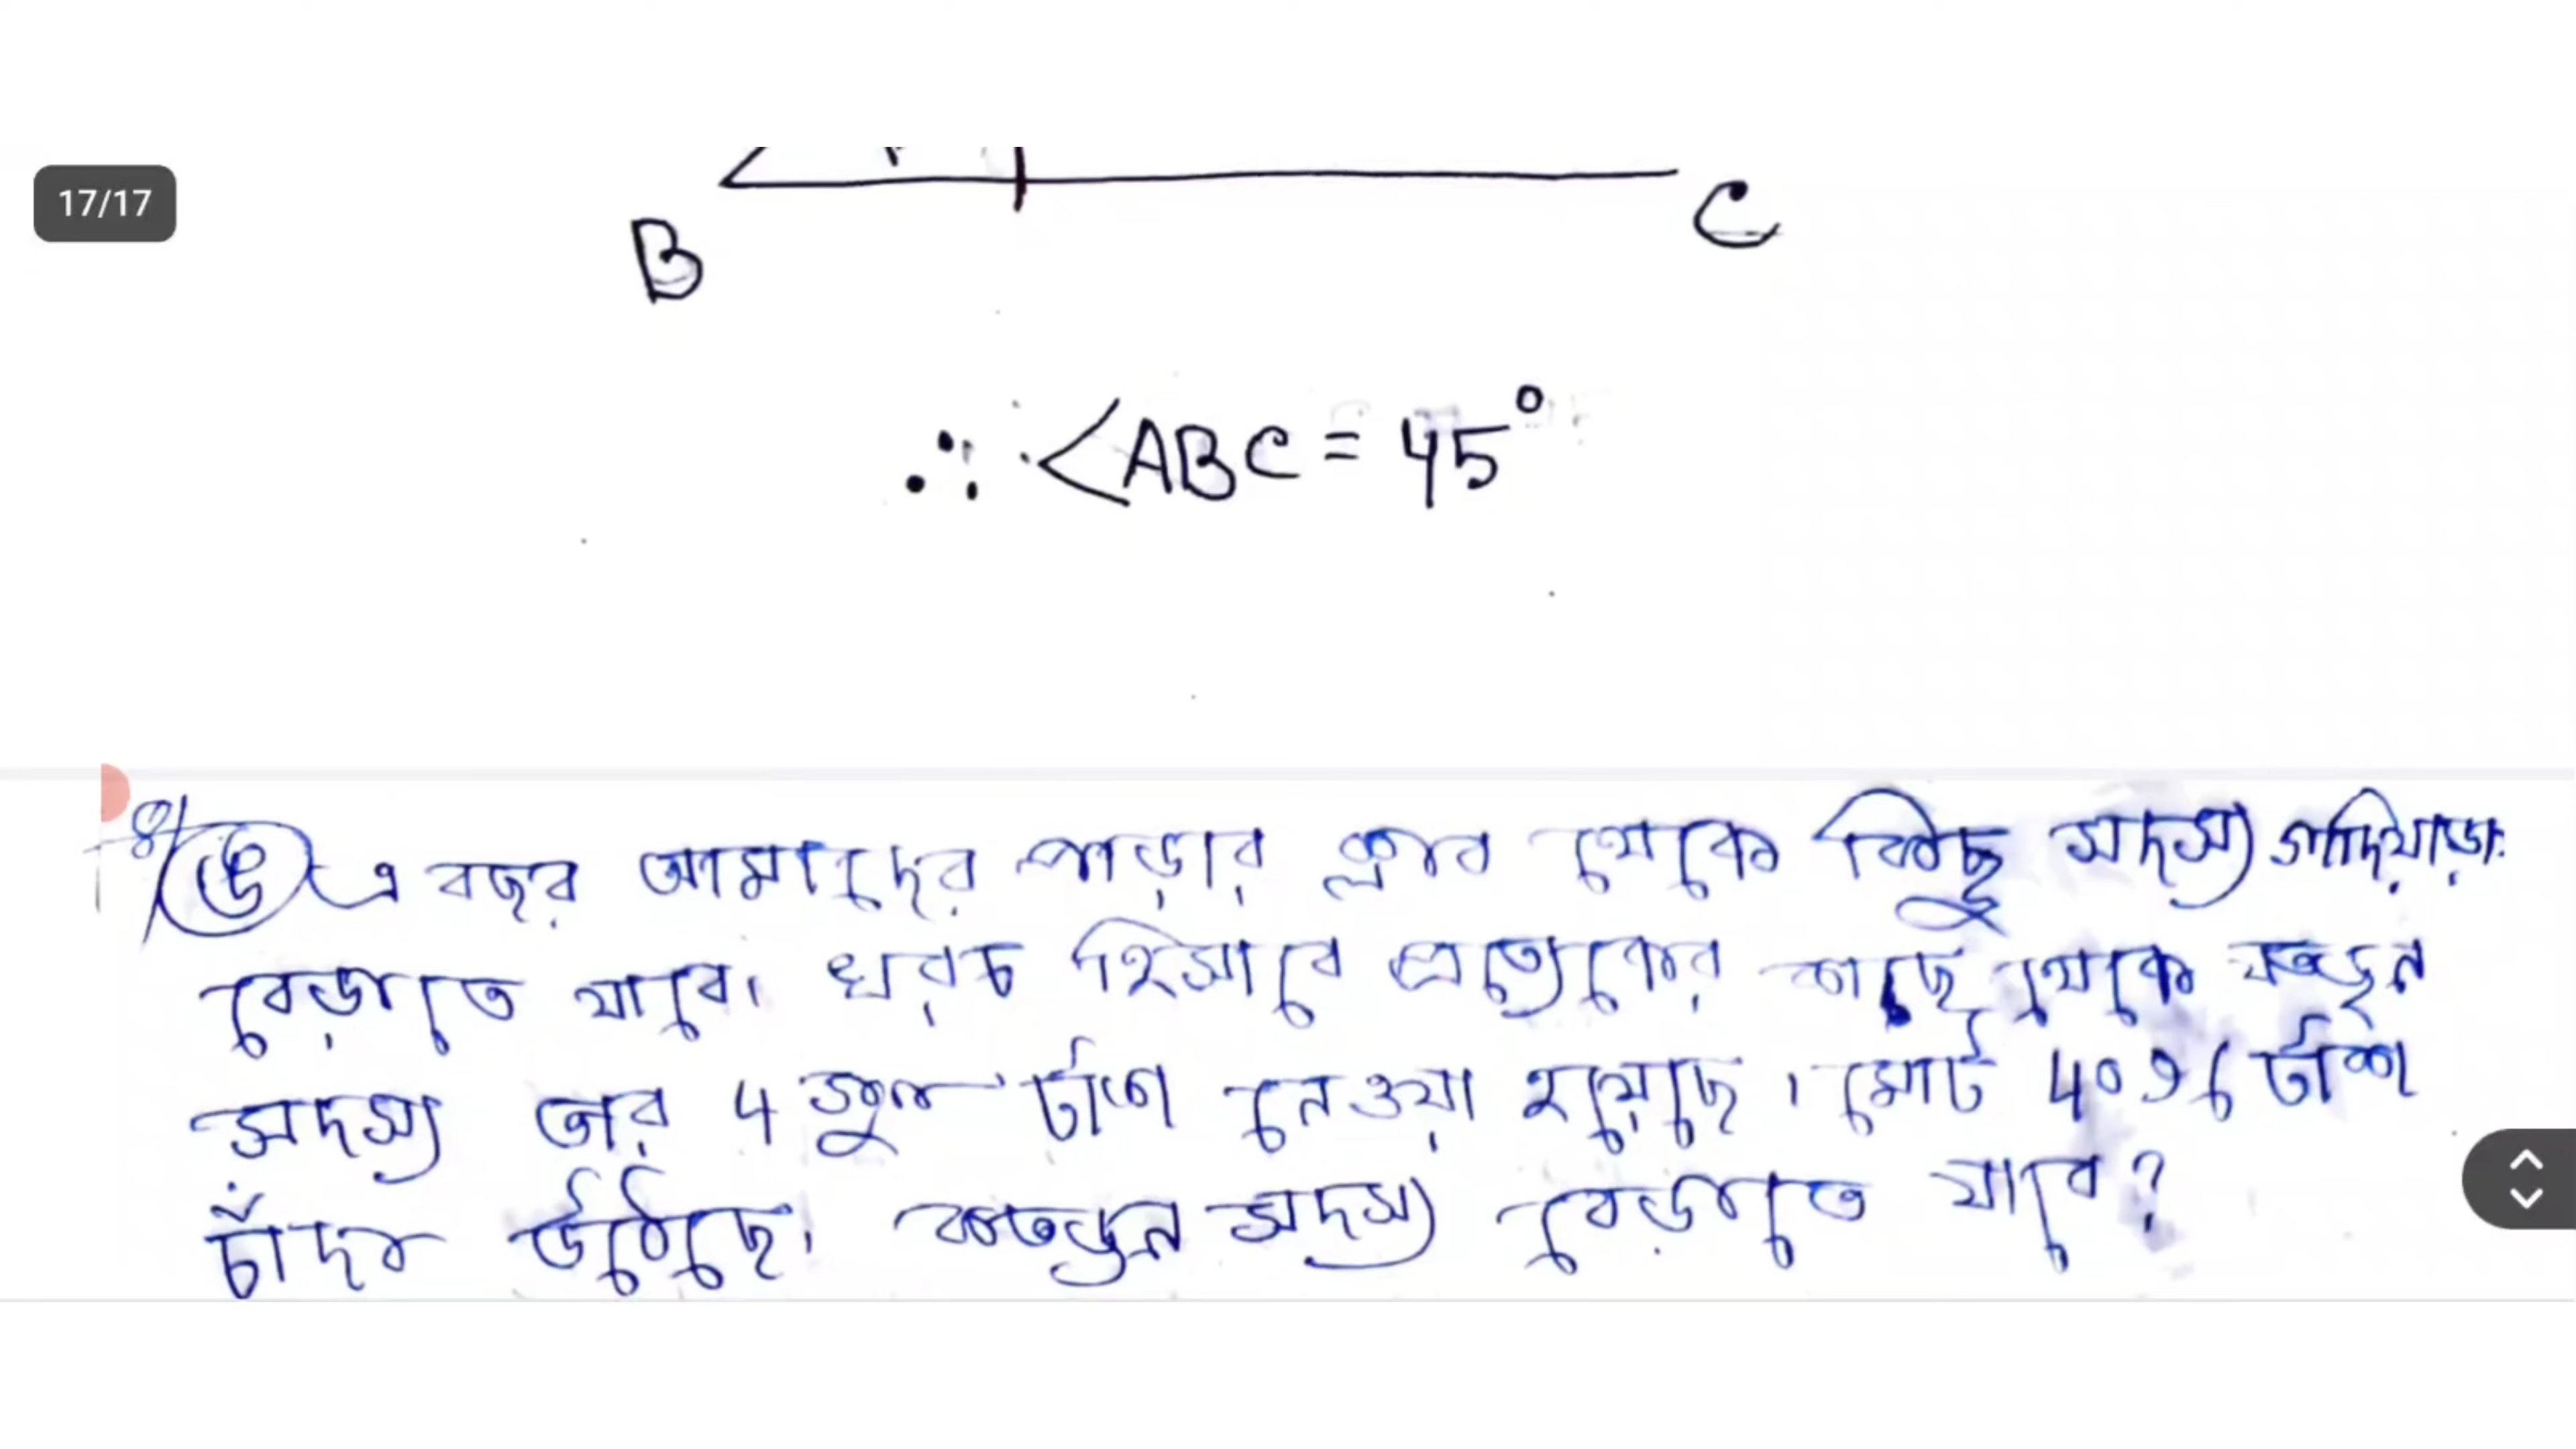 17/17
B
C
∴ <ABC = 45°
৪/ ঙ এ বছর আমাদের পাড়ার ক্লাব থেকে কিছু সদস্য গাদিয়াড়া
বেড়াতে যাবে। খরচ হিসাবে প্রত্যেকের কাছে থেকে যতজন
সদস্য তার 4 গুন টাকা নেওয়া হয়েছে। মোট 4096 টাকা
চাঁদা উঠেছে। কতজন সদস্য বেড়াতে যাবে?